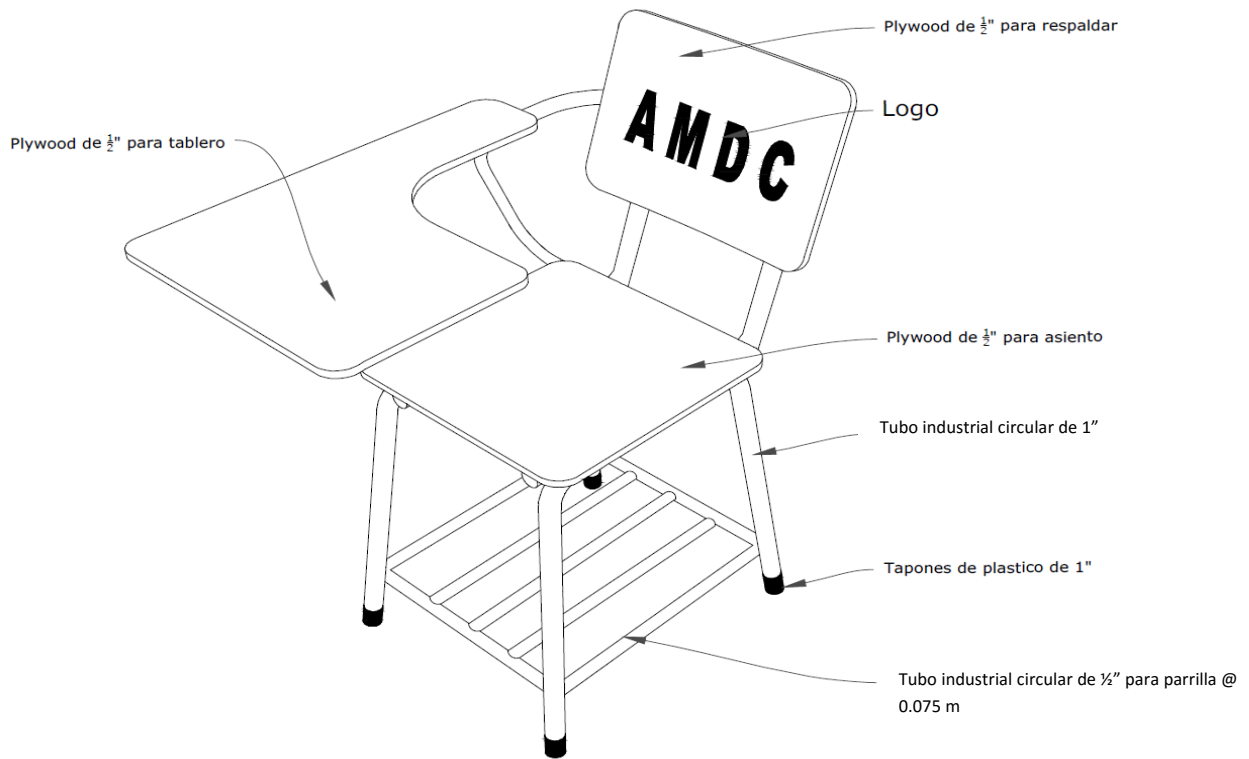 Plywood de ½" para respaldar
Logo
AMDC
Plywood de ½" para tablero
Plywood de ½" para asiento
Tubo industrial circular de 1”
Tapones de plastico de 1"
Tubo industrial circular de ½” para parrilla @
0.075 m